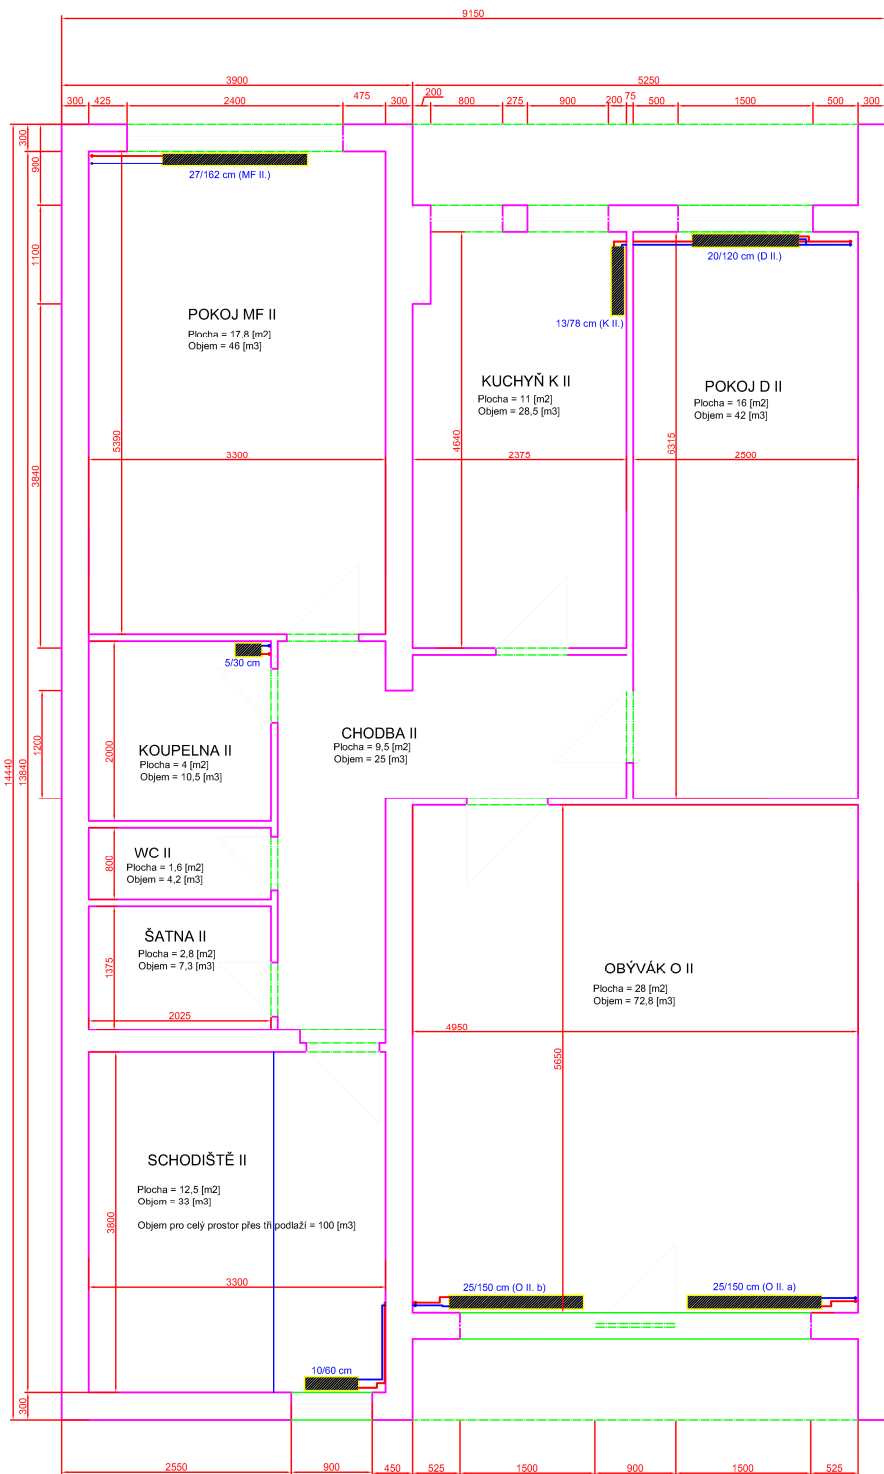 9150
3900
5250
300
425
2400
475
300
200
800
275
900
200
75
500
1500
500
300
300
900
1100
3840
1200
14440
13840
300
27/162 cm (MF II.)
20/120 cm (D II.)
13/78 cm (K II.)
POKOJ MF II
Plocha = 17,8 [m2]
Objem = 46 [m3]
5390
3300
KUCHYŇ K II
Plocha = 11 [m2]
Objem = 28,5 [m3]
4640
2375
POKOJ D II
Plocha = 16 [m2]
Objem = 42 [m3]
6315
2500
5/30 cm
KOUPELNA II
Plocha = 4 [m2]
Objem = 10,5 [m3]
2000
CHODBA II
Plocha = 9,5 [m2]
Objem = 25 [m3]
WC II
Plocha = 1,6 [m2]
Objem = 4,2 [m3]
800
ŠATNA II
Plocha = 2,8 [m2]
Objem = 7,3 [m3]
1375
2025
OBÝVÁK O II
Plocha = 28 [m2]
Objem = 72,8 [m3]
4950
5650
SCHODIŠTĚ II
Plocha = 12,5 [m2]
Objem = 33 [m3]
Objem pro celý prostor přes tři podlaží = 100 [m3]
3800
3300
25/150 cm (O II. b)
25/150 cm (O II. a)
10/60 cm
2550
900
450
525
1500
900
1500
525